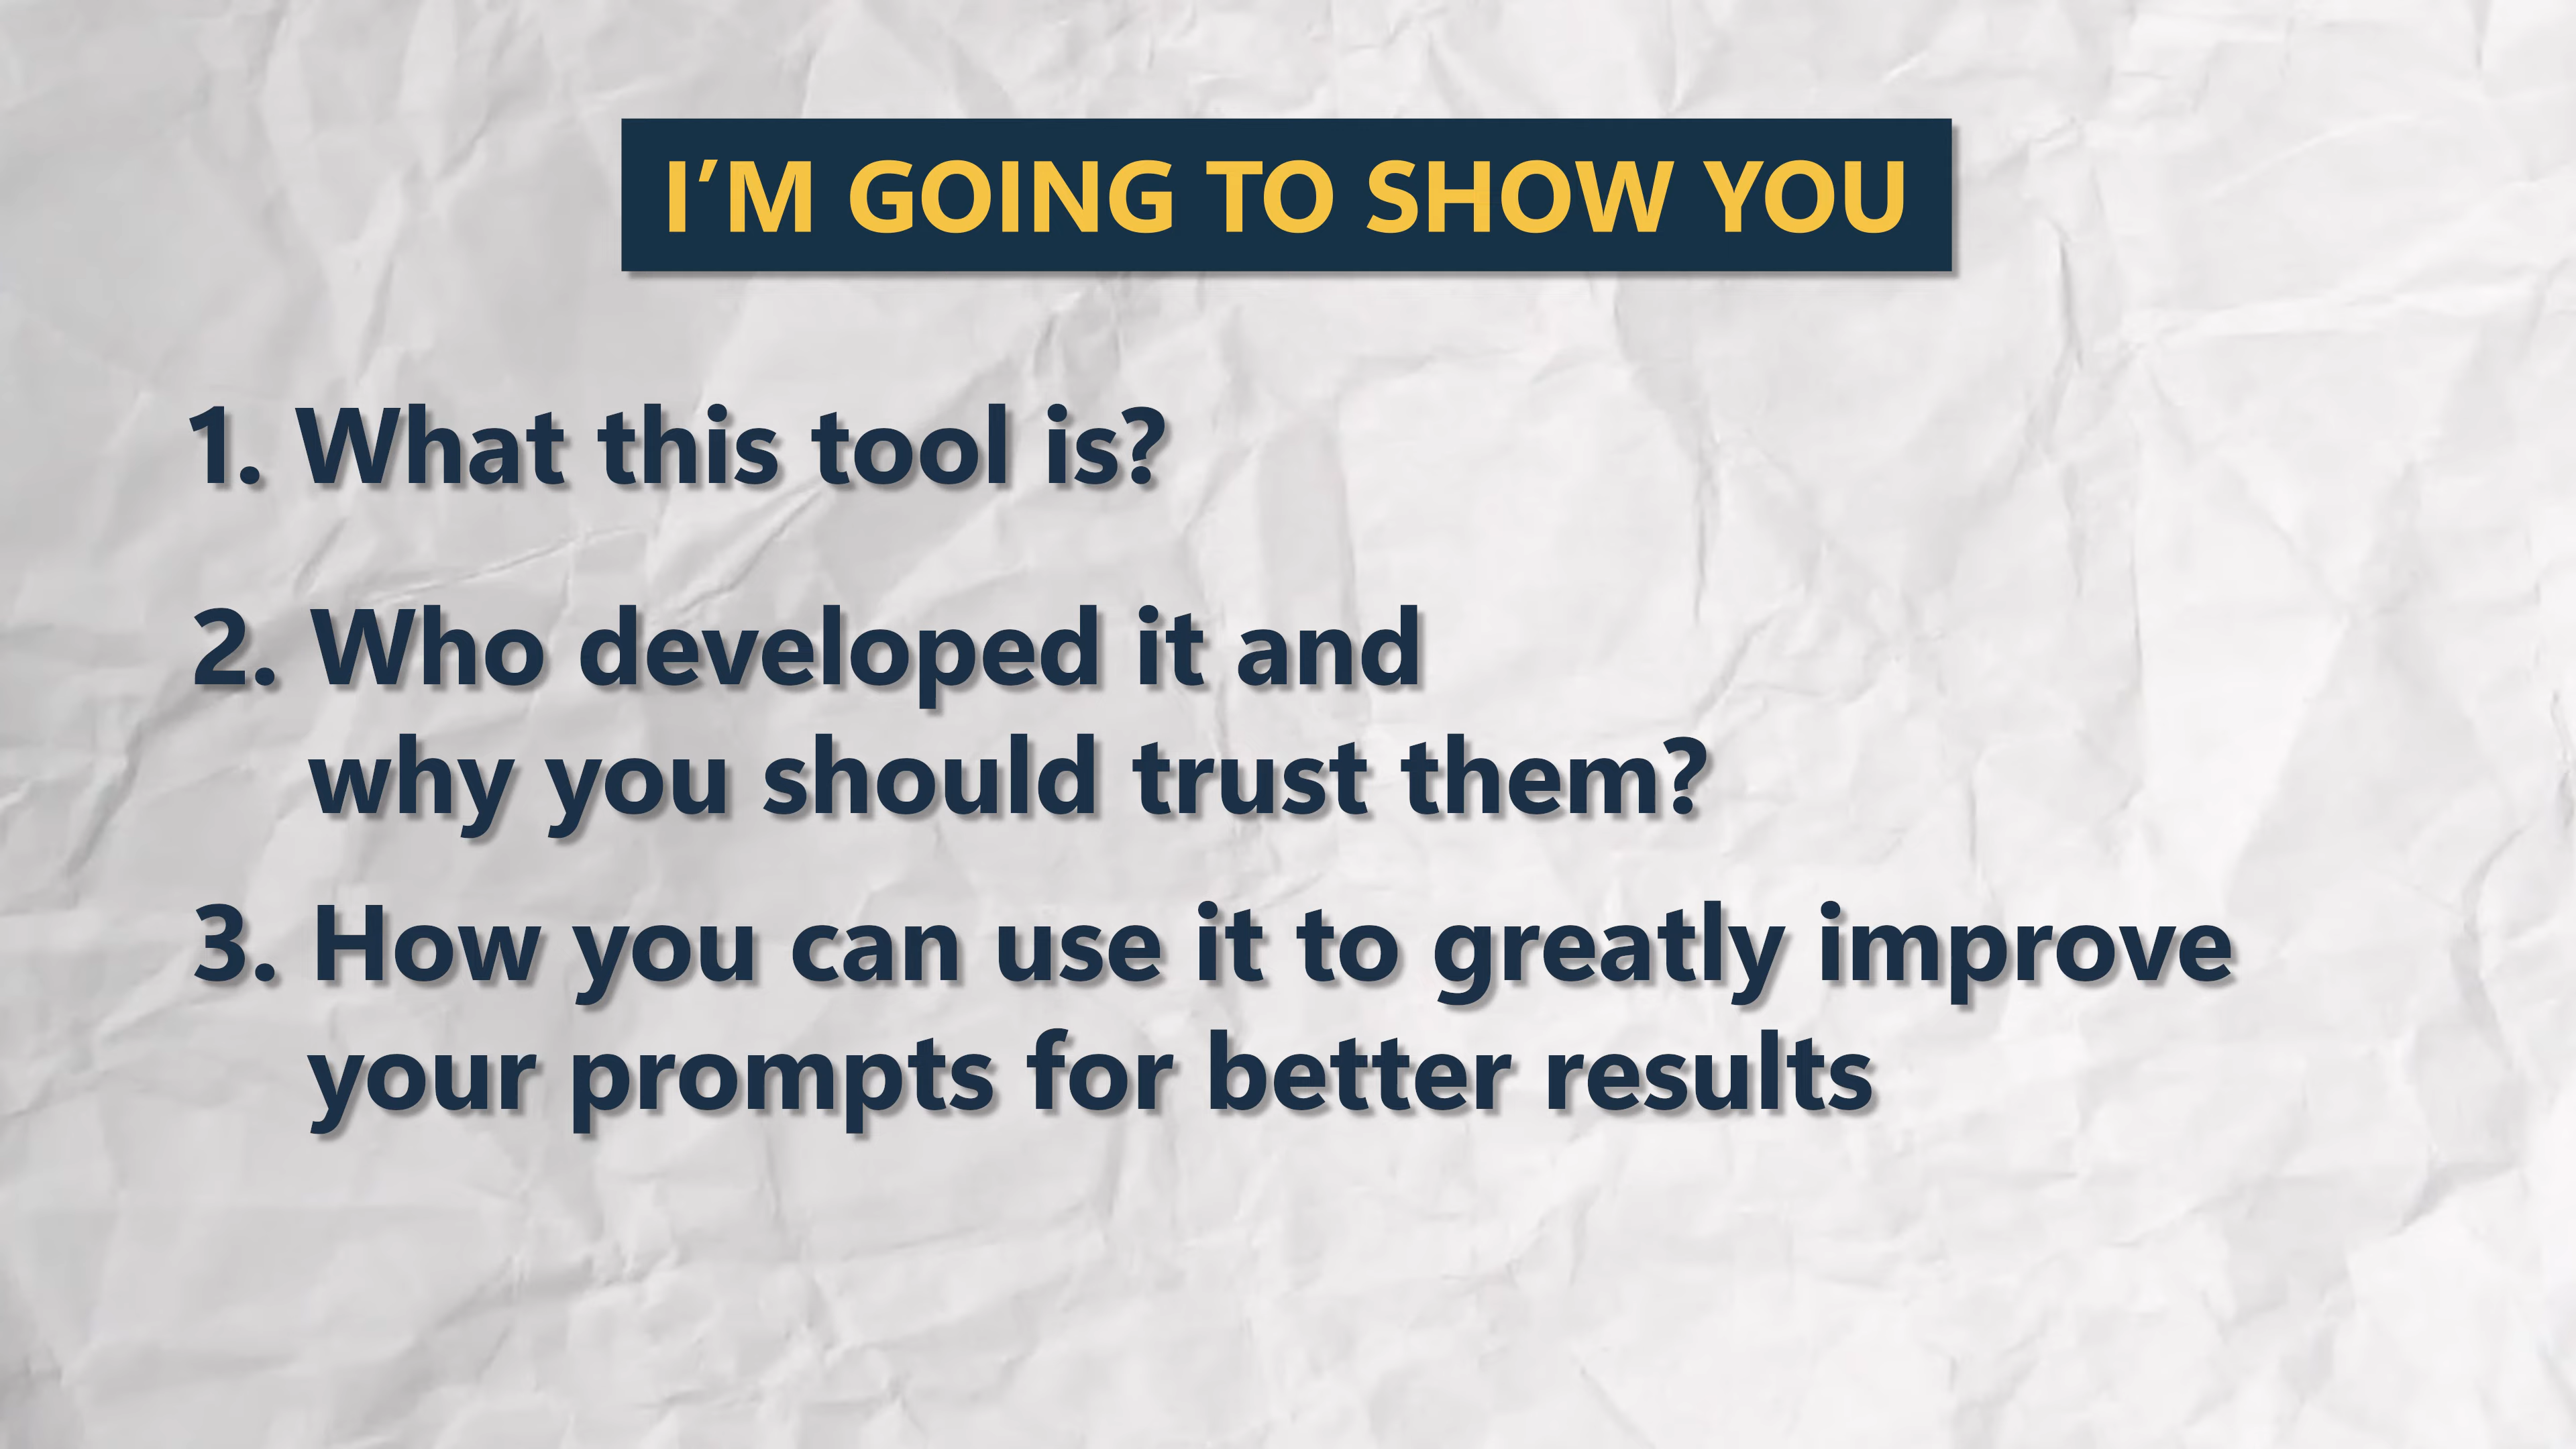 I’M GOING TO SHOW YOU
1. What this tool is?
2. Who developed it and
why you should trust them?
3. How you can use it to greatly improve
your prompts for better results